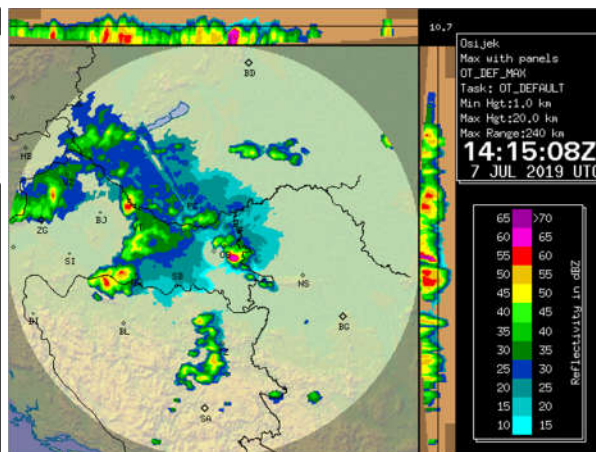 10.7
Osijek
Max with panels
OT_DEF_MAX
Task: OT_DEFAULT
Min Hgt:1.0 km
Max Hgt:20.0 km
Max Range:240 km
14:15:08Z
7 JUL 2019 UTC
BD
ZG
BJ
SI
SB
OS
NS
BL
BG
SA
Reflectivity in dBZ
65 >70
60 65
55 60
50 55
45 50
40 45
35 40
30 35
25 30
20 25
15 20
10 15